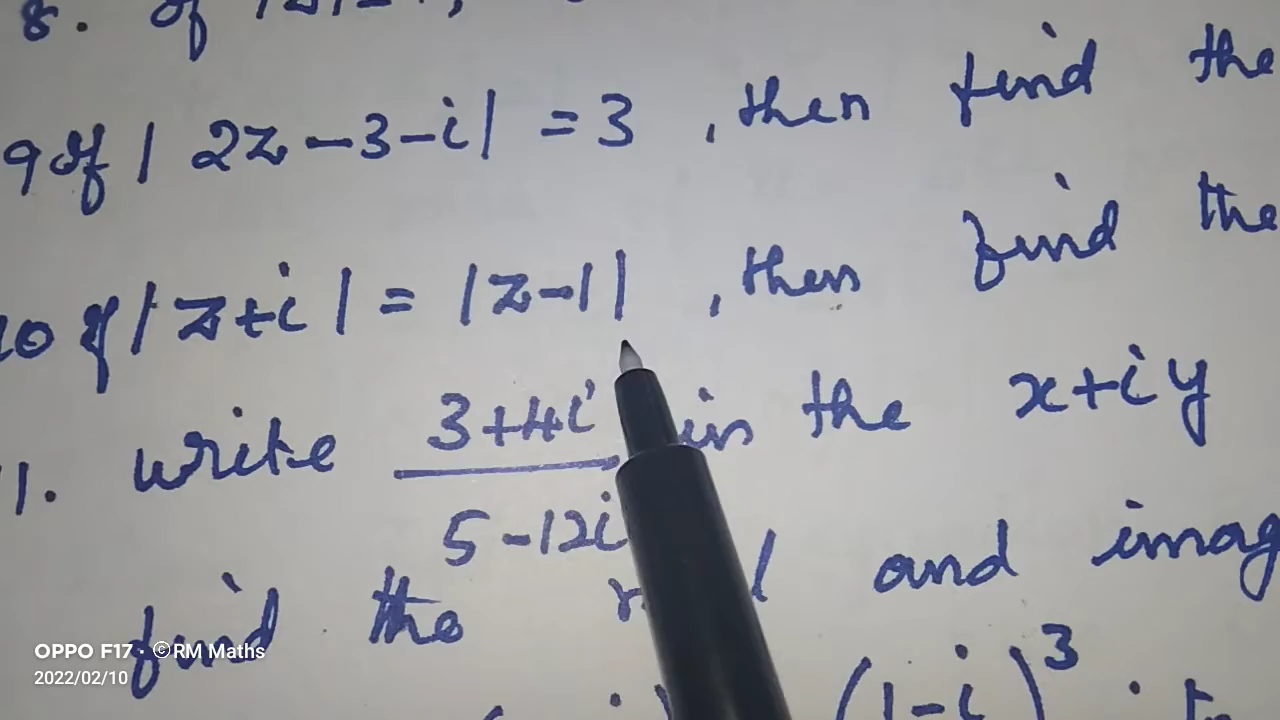 8. If
9 If | 2z - 3 - i | = 3 , then find the
10 If | z + i | = | z - 1 | , then find the
11. write 3+4i / 5-12i in the x+iy
find the and imag
(1-i)³
OPPO F17 · ©RM Maths
2022/02/10